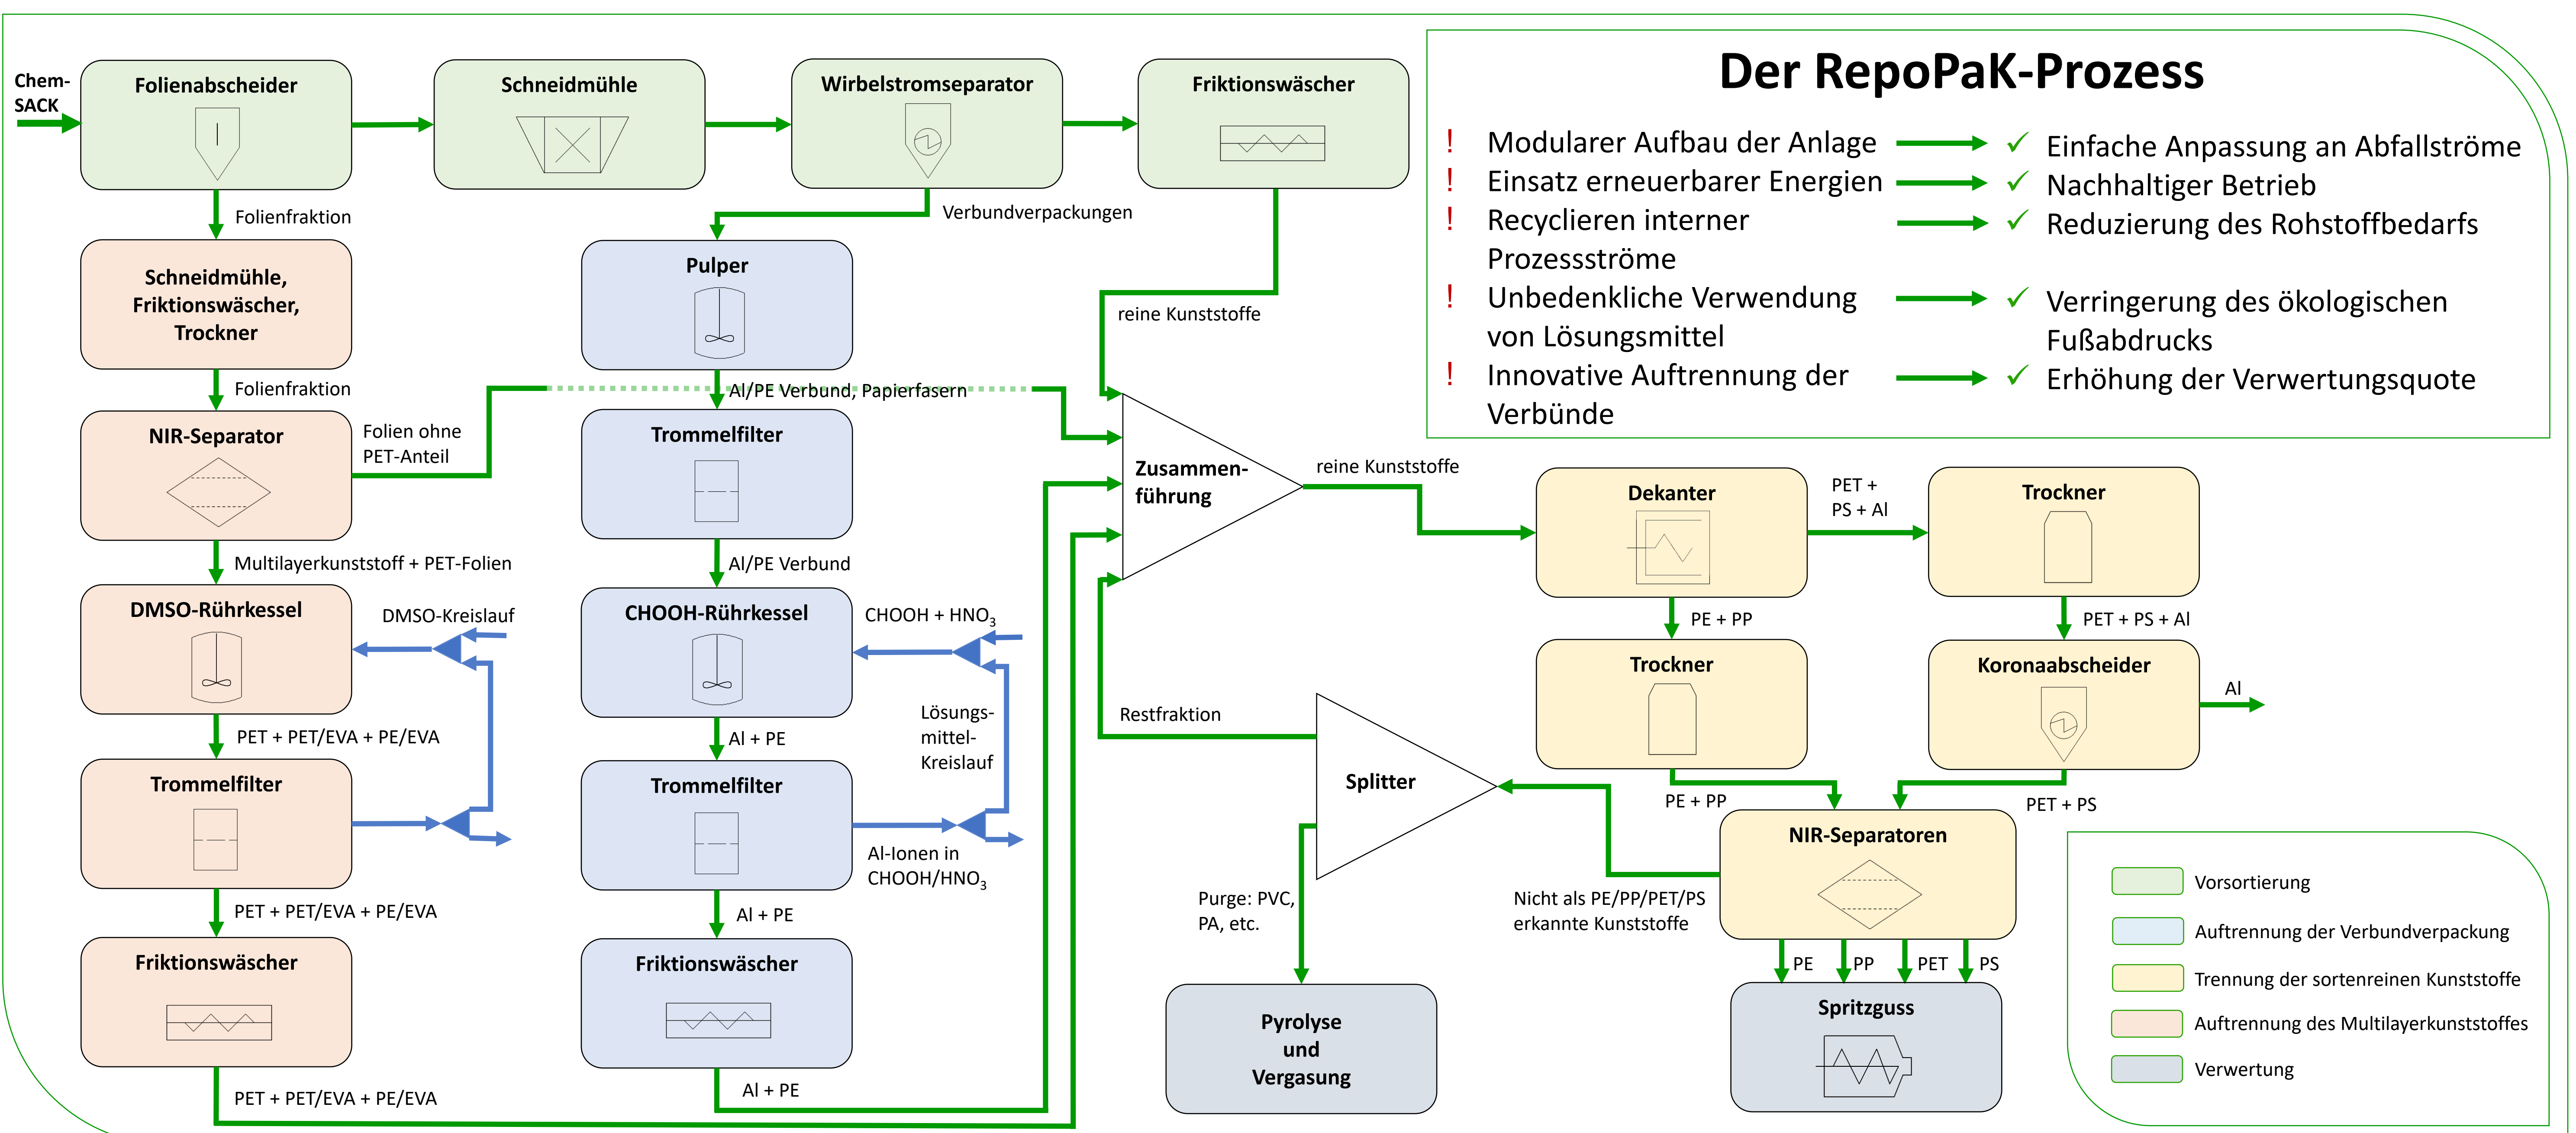 Der RepoPaK-Prozess
! Modularer Aufbau der Anlage ✓ Einfache Anpassung an Abfallströme
! Einsatz erneuerbarer Energien ✓ Nachhaltiger Betrieb
! Recyclieren interner ✓ Reduzierung des Rohstoffbedarfs
Prozessströme
! Unbedenkliche Verwendung ✓ Verringerung des ökologischen
von Lösungsmittel Fußabdrucks
! Innovative Auftrennung der ✓ Erhöhung der Verwertungsquote
Verbünde
Chem-
SACK
Folienabscheider
Schneidmühle
Wirbelstromseparator
Friktionswäscher
Folienfraktion
Verbundverpackungen
reine Kunststoffe
Schneidmühle,
Friktionswäscher,
Trockner
Folienfraktion
NIR-Separator
Folien ohne
PET-Anteil
Multilayerkunststoff + PET-Folien
DMSO-Rührkessel
DMSO-Kreislauf
PET + PET/EVA + PE/EVA
Trommelfilter
PET + PET/EVA + PE/EVA
Friktionswäscher
PET + PET/EVA + PE/EVA
Pulper
Al/PE Verbund, Papierfasern
Trommelfilter
Al/PE Verbund
CHOOH-Rührkessel
CHOOH + HNO₃
Lösungs-
mittel-
Kreislauf
Al + PE
Trommelfilter
Al-Ionen in
CHOOH/HNO₃
Al + PE
Friktionswäscher
Al + PE
Zusammen-
führung
reine Kunststoffe
Dekanter
PET +
PS + Al
Trockner
PE + PP
PET + PS + Al
Trockner
Koronaabscheider
Al
PE + PP
PET + PS
NIR-Separatoren
Nicht als PE/PP/PET/PS
erkannte Kunststoffe
Splitter
Restfraktion
Purge: PVC,
PA, etc.
Pyrolyse
und
Vergasung
PE
PP
PET
PS
Spritzguss
Vorsortierung
Auftrennung der Verbundverpackung
Trennung der sortenreinen Kunststoffe
Auftrennung des Multilayerkunststoffes
Verwertung